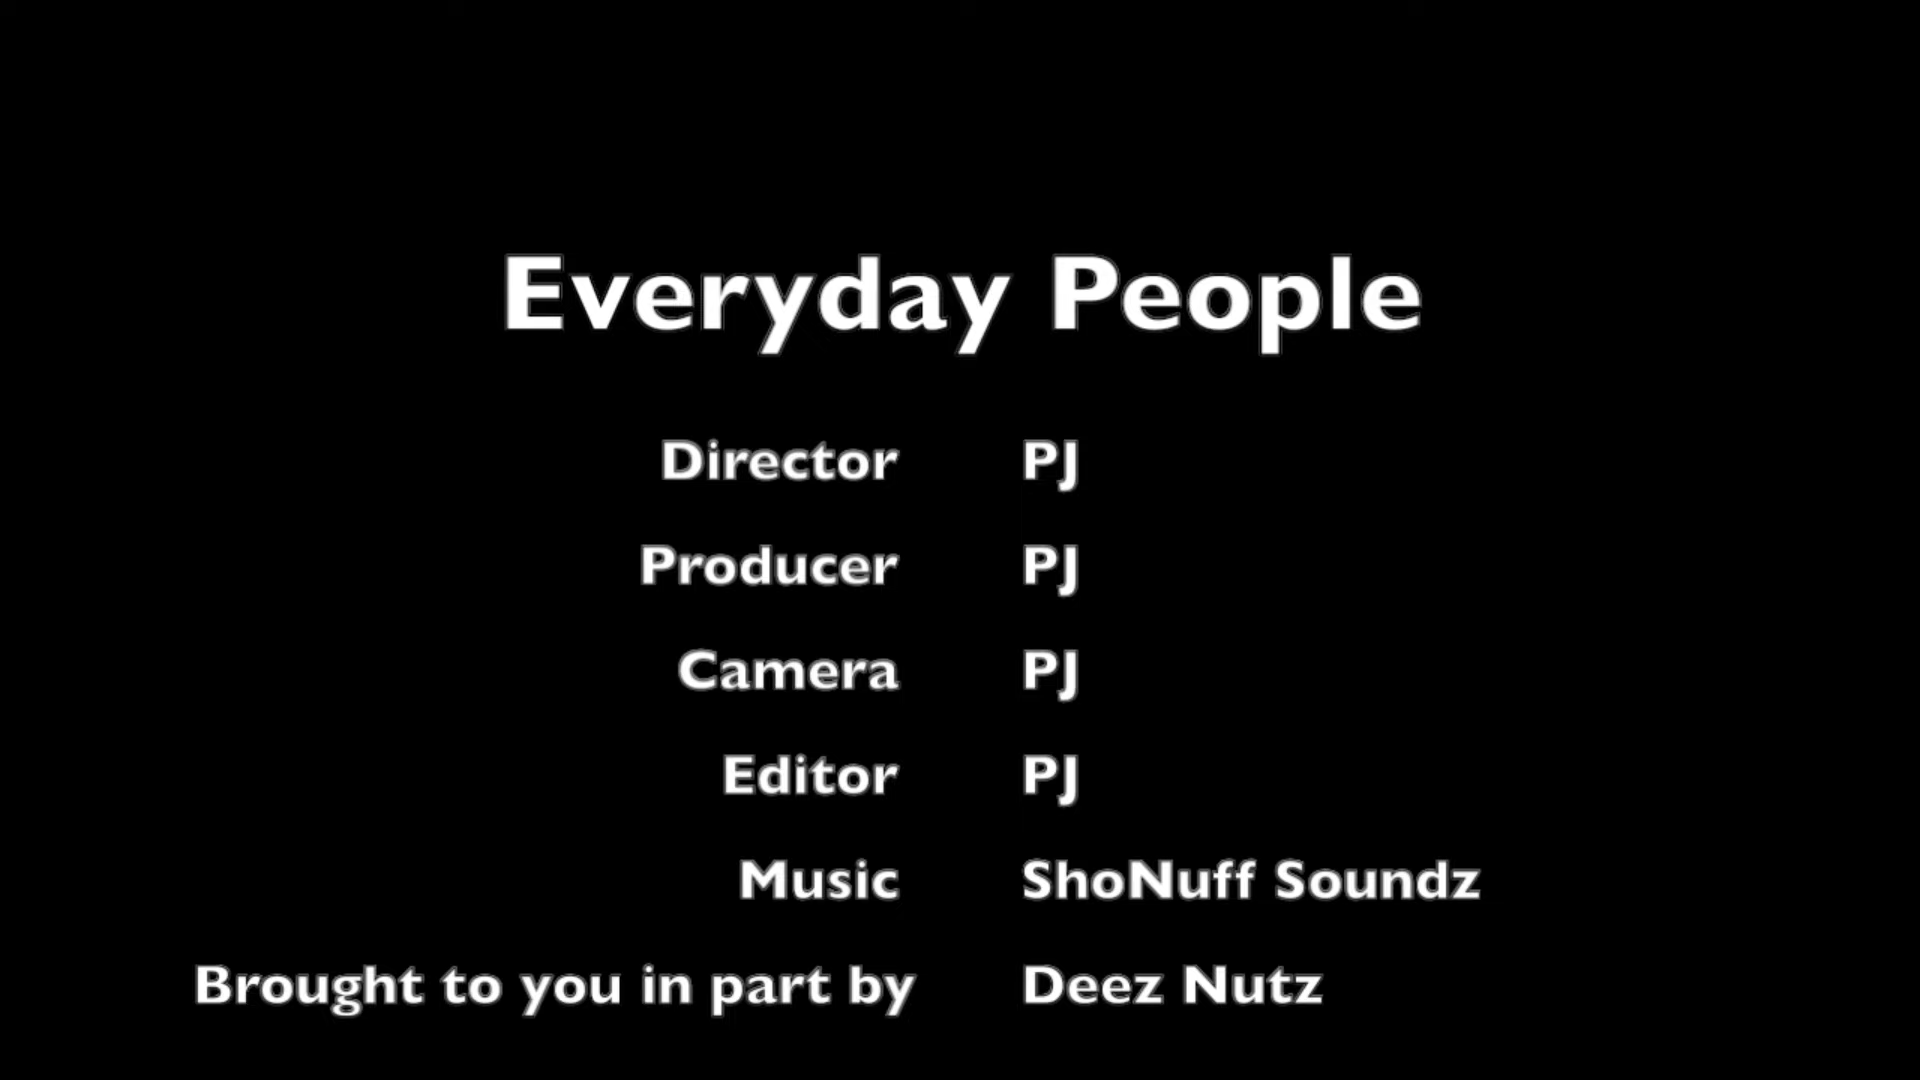 Everyday People
Director PJ
Producer PJ
Camera PJ
Editor PJ
Music ShoNuff Soundz
Brought to you in part by Deez Nutz